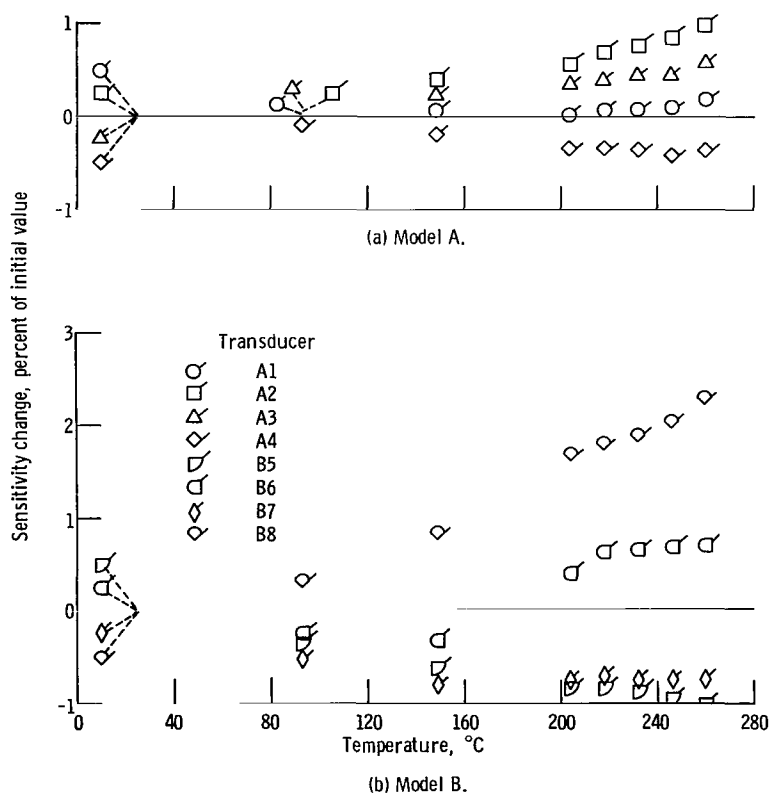 1
0
-1
(a) Model A.
Sensitivity change, percent of initial value
3
2
1
0
-1
Transducer
A1
A2
A3
A4
B5
B6
B7
B8
0 40 80 120 160 200 240 280
Temperature, °C
(b) Model B.